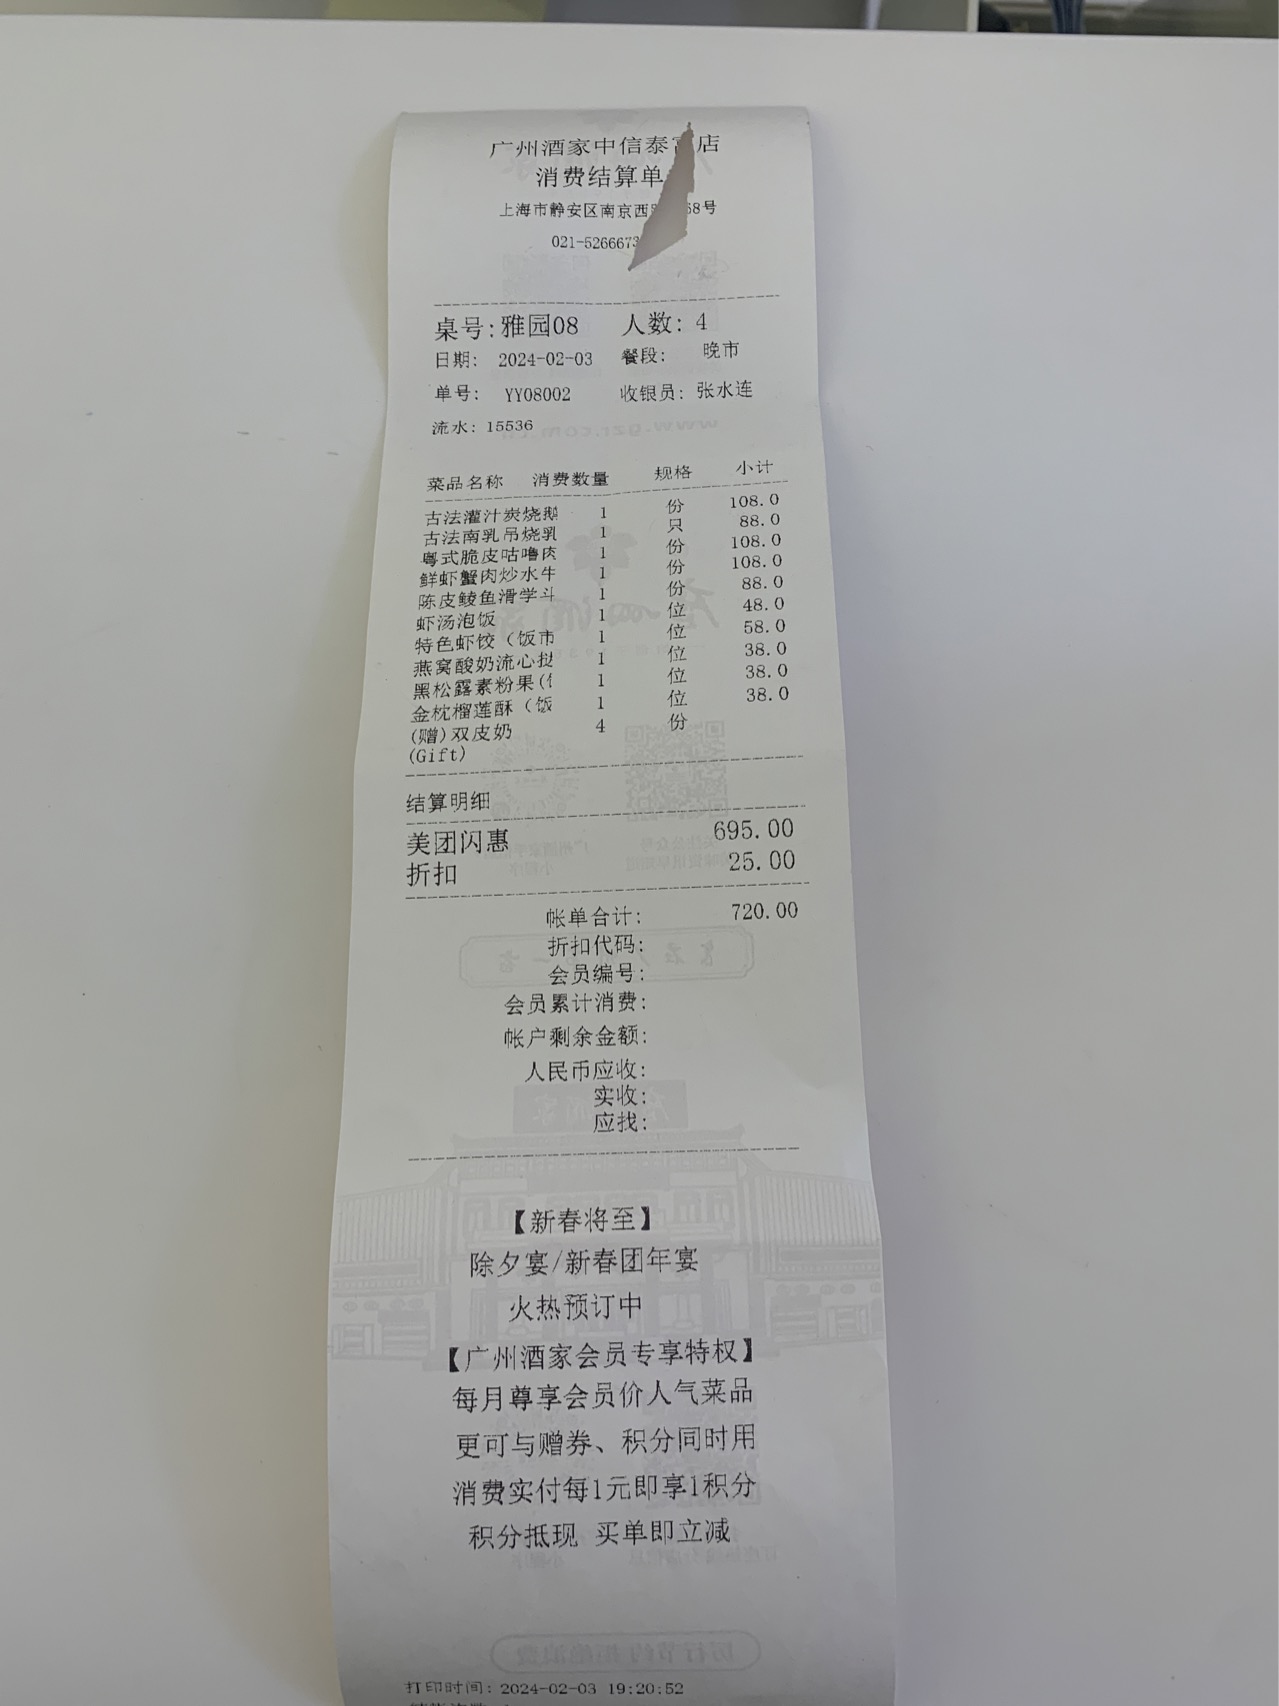 广州酒家中信泰富店
消费结算单
上海市静安区南京西 68号
021-5266673
桌号:雅园08 人数: 4
日期: 2024-02-03 餐段: 晚市
单号: YY08002 收银员: 张水连
流水: 15536
菜品名称 消费数量 规格 小计
古法灌汁炭烧鹅 1 份 108.0
古法南乳吊烧乳 1 只 88.0
粤式脆皮咕噜肉 1 份 108.0
鲜虾蟹肉炒水牛 1 份 108.0
陈皮鲮鱼滑学斗 1 份 88.0
虾汤泡饭 1 位 48.0
特色虾饺（饭市 1 位 58.0
燕窝酸奶流心挞 1 位 38.0
黑松露素粉果( 1 位 38.0
金枕榴莲酥（饭 1 位 38.0
(赠)双皮奶 4 份
(Gift)
结算明细
美团闪惠 695.00
折扣 25.00
帐单合计: 720.00
折扣代码:
会员编号:
会员累计消费:
帐户剩余金额:
人民币应收:
实收:
应找:
【新春将至】
除夕宴/新春团年宴
火热预订中
【广州酒家会员专享特权】
每月尊享会员价人气菜品
更可与赠券、积分同时用
消费实付每1元即享1积分
积分抵现 买单即立减
打印时间: 2024-02-03 19:20:52